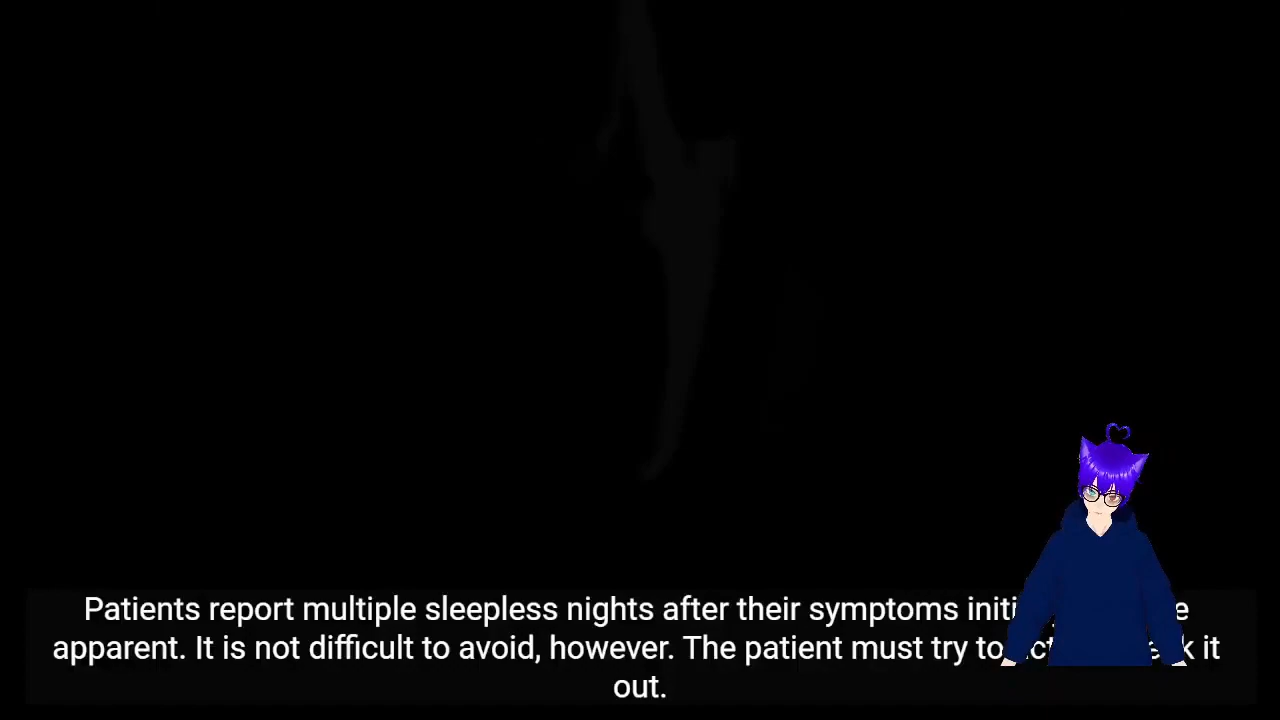 Patients report multiple sleepless nights after their symptoms
apparent. It is not difficult to avoid, however. The patient must try to it
out.